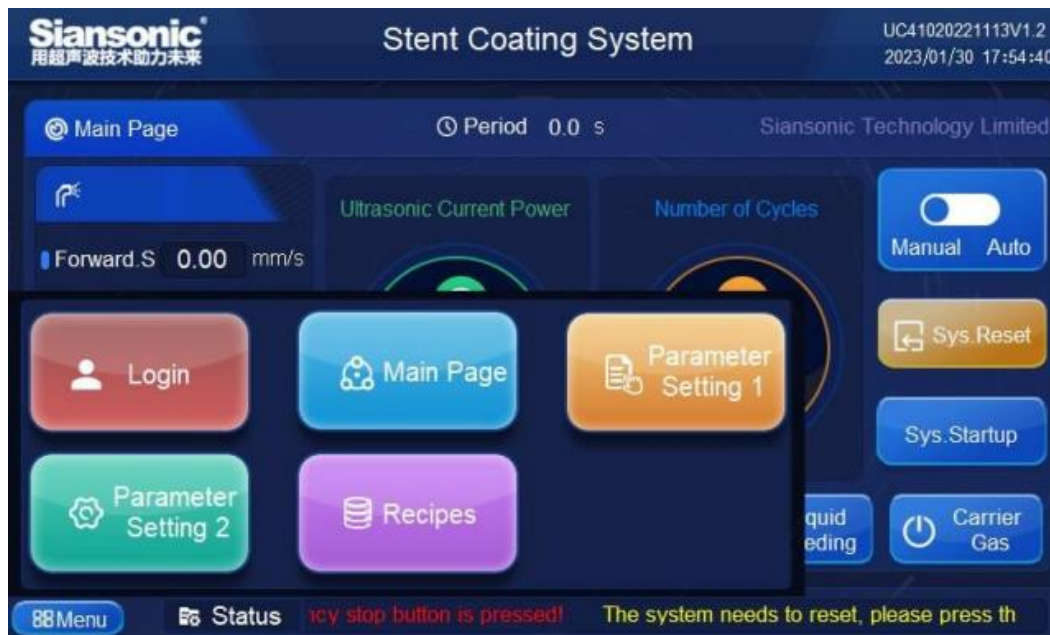 Siansonic
用超声波技术助力未来
Stent Coating System
UC41020221113V1.2
2023/01/30 17:54:40
Main Page
Period 0.0 s
Siansonic Technology Limited
Forward.S 0.00 mm/s
Ultrasonic Current Power
Number of Cycles
Manual Auto
Sys.Reset
Sys.Startup
Login
Main Page
Parameter
Setting 1
Parameter
Setting 2
Recipes
quid
eding
Carrier
Gas
Menu
Status
ncy stop button is pressed! The system needs to reset, please press th